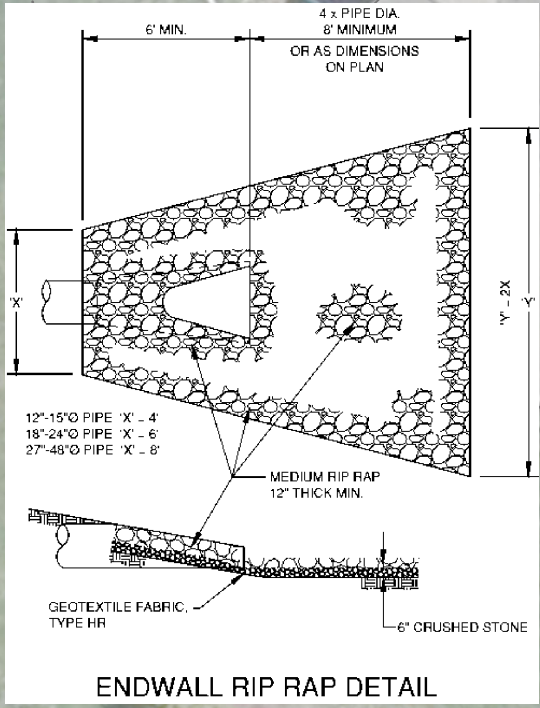 4 x PIPE DIA.
6' MIN.
8' MINIMUM
OR AS DIMENSIONS
ON PLAN
'X'
'Y' = 2X
'Y'
12"-15"Ø PIPE 'X' = 4'
18"-24"Ø PIPE 'X' = 6'
27"-48"Ø PIPE 'X' = 8'
MEDIUM RIP RAP
12" THICK MIN.
GEOTEXTILE FABRIC,
TYPE HR
6" CRUSHED STONE
ENDWALL RIP RAP DETAIL